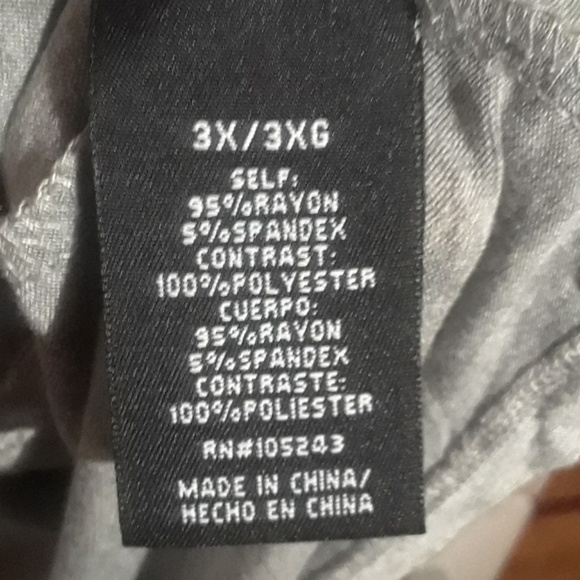 3X/3XG
SELF:
95%RAYON
5%SPANDEX
CONTRAST:
100%POLYESTER
CUERPO:
95%RAYON
5%SPANDEX
CONTRASTE:
100%POLIESTER
RN#105243
MADE IN CHINA/
HECHO EN CHINA